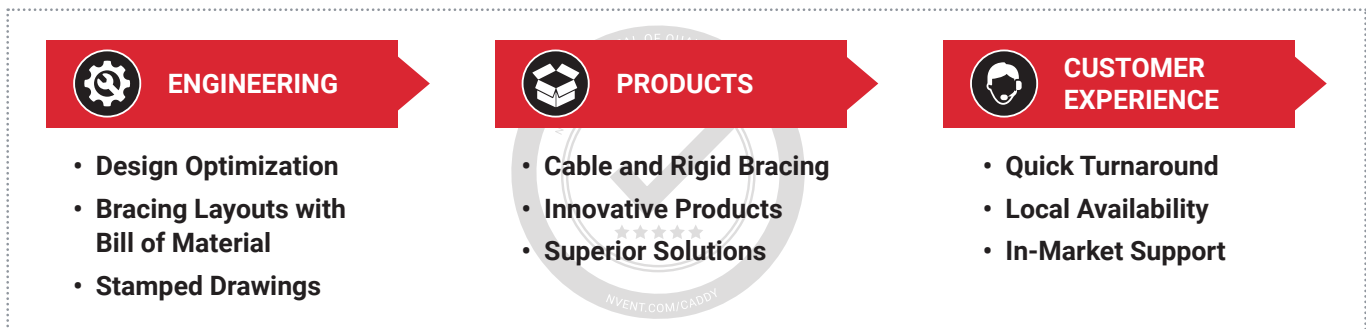 ENGINEERING
• Design Optimization
• Bracing Layouts with
Bill of Material
• Stamped Drawings
PRODUCTS
• Cable and Rigid Bracing
• Innovative Products
• Superior Solutions
NVENT.COM/CADDY
CUSTOMER
EXPERIENCE
• Quick Turnaround
• Local Availability
• In-Market Support